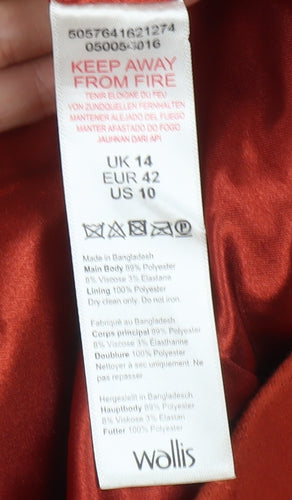 5057641621274
050054016
KEEP AWAY
FROM FIRE
TENIR ELOIGNE DU FEU
VON ZUNDQUELLEN FERNHALTEN
MANTENER ALEJADO DEL FUEGO
MANTER AFASTADO DO FOGO
JAUHKAN DARI API
UK 14
EUR 42
US 10
Made in Bangladesh
Main Body 89% Polyester
8% Viscose 3% Elastane
Lining 100% Polyester
Dry clean only. Do not iron.
Fabriqué au Bangladesh
Corps principal 89% Polyester
8% Viscose 3% Élasthanne
Doublure 100% Polyester
Nettoyer à sec uniquement. Ne
pas repasser.
Hergestellt in Bangladesch
Haupthody 89% Polyester
8% Viskose 3% Elastan
Futter 100% Polyester
Wallis